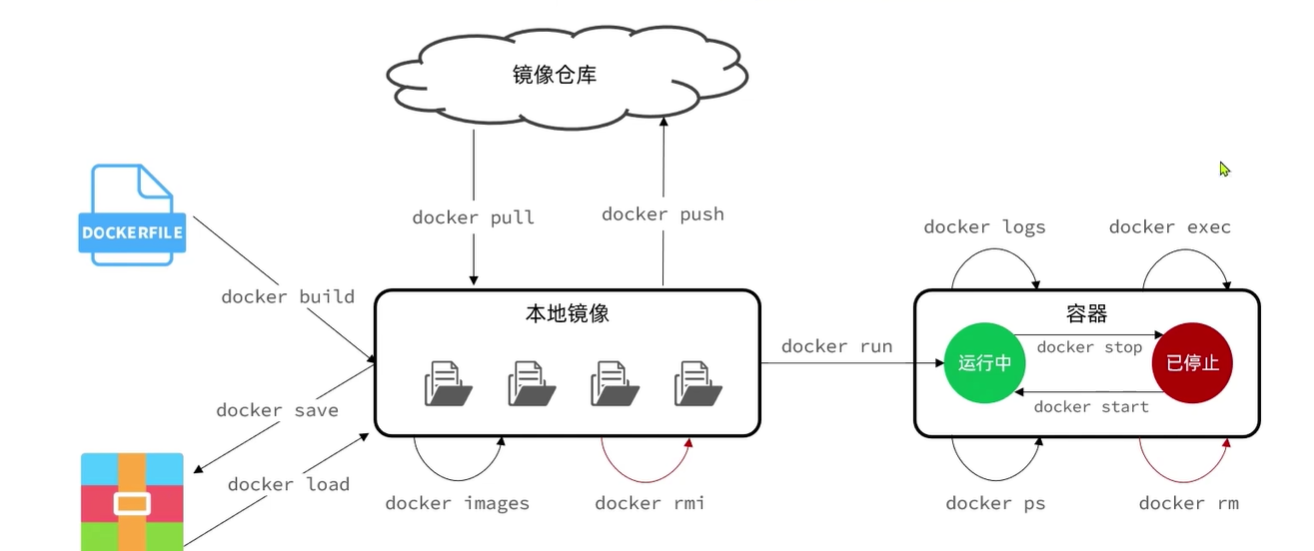 镜像仓库
docker pull
docker push
DOCKERFILE
docker build
docker logs
docker exec
本地镜像
docker run
容器
运行中
docker stop
已停止
docker start
docker save
docker load
docker images
docker rmi
docker ps
docker rm